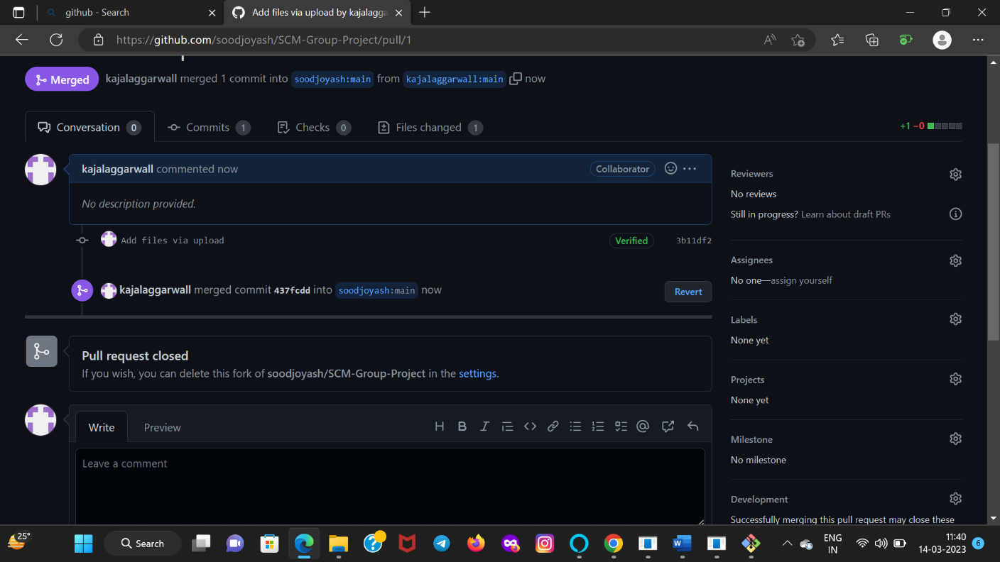 github - Search
Add files via upload by kajalagga
https://github.com/soodjoyash/SCM-Group-Project/pull/1
Merged
kajalaggarwall merged 1 commit into soodjoyash:main from kajalaggarwall:main now
Conversation 0
Commits 1
Checks 0
Files changed 1
+1 −0
kajalaggarwall commented now
Collaborator
No description provided.
Add files via upload
Verified
3b11df2
kajalaggarwall merged commit 437fcdd into soodjoyash:main now
Revert
Pull request closed
If you wish, you can delete this fork of soodjoyash/SCM-Group-Project in the settings.
Write
Preview
Leave a comment
Reviewers
No reviews
Still in progress? Learn about draft PRs
Assignees
No one—assign yourself
Labels
None yet
Projects
None yet
Milestone
No milestone
Development
Successfully merging this pull request may close these
25°
Search
ENG
IN
11:40
14-03-2023
6